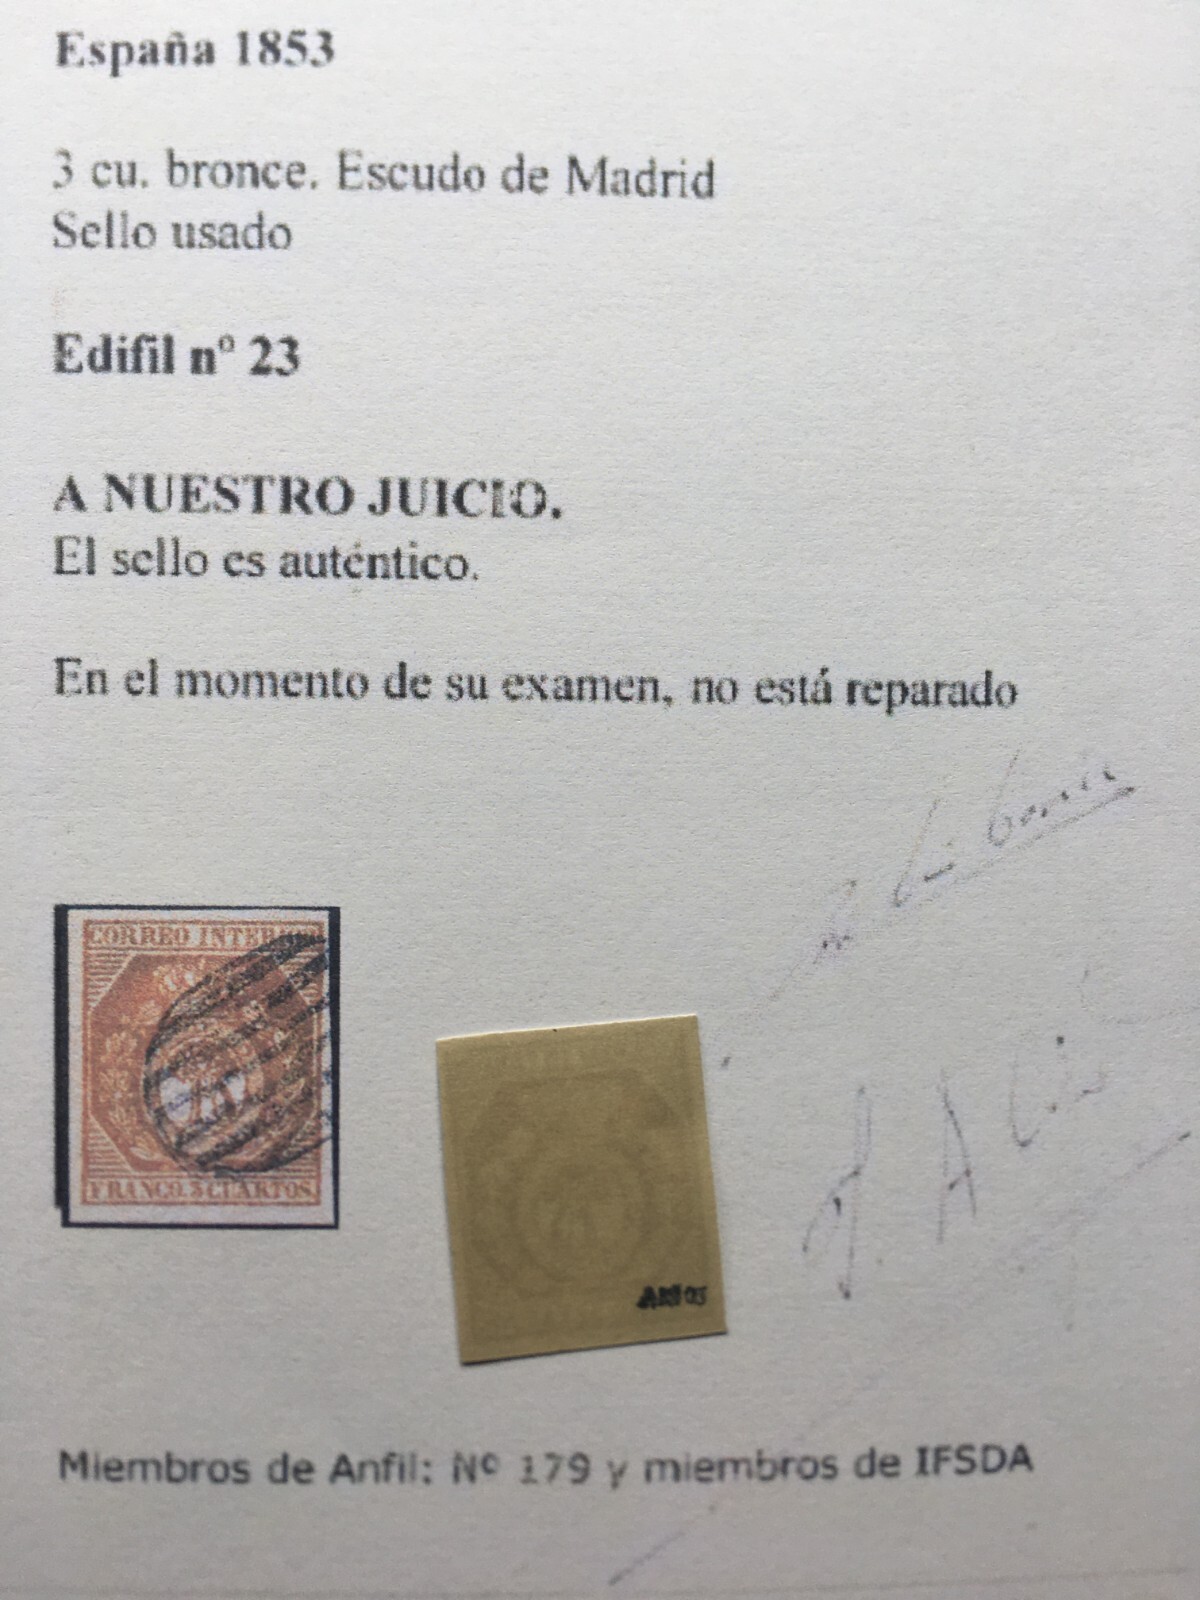 España 1853
3 cu. bronce. Escudo de Madrid
Sello usado
Edifil nº 23
A NUESTRO JUICIO.
El sello es auténtico.
En el momento de su examen, no está reparado
CORREO INTERIOR
FRANCO. 3 CUARTOS.
Miembros de Anfil: Nº 179 y miembros de IFSDA